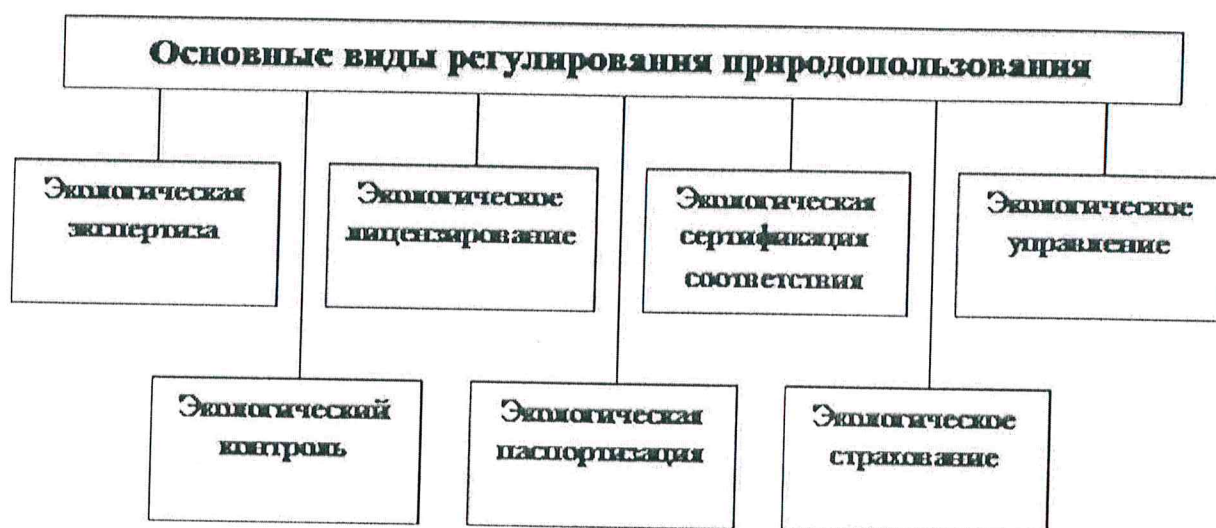 Основные виды регулирования природопользования
Экологическая
экспертиза
Экологическое
лицензирование
Экологическая
сертификация
соответствия
Экологическое
управление
Экологический
контроль
Экологическая
паспортизация
Экологическое
страхование